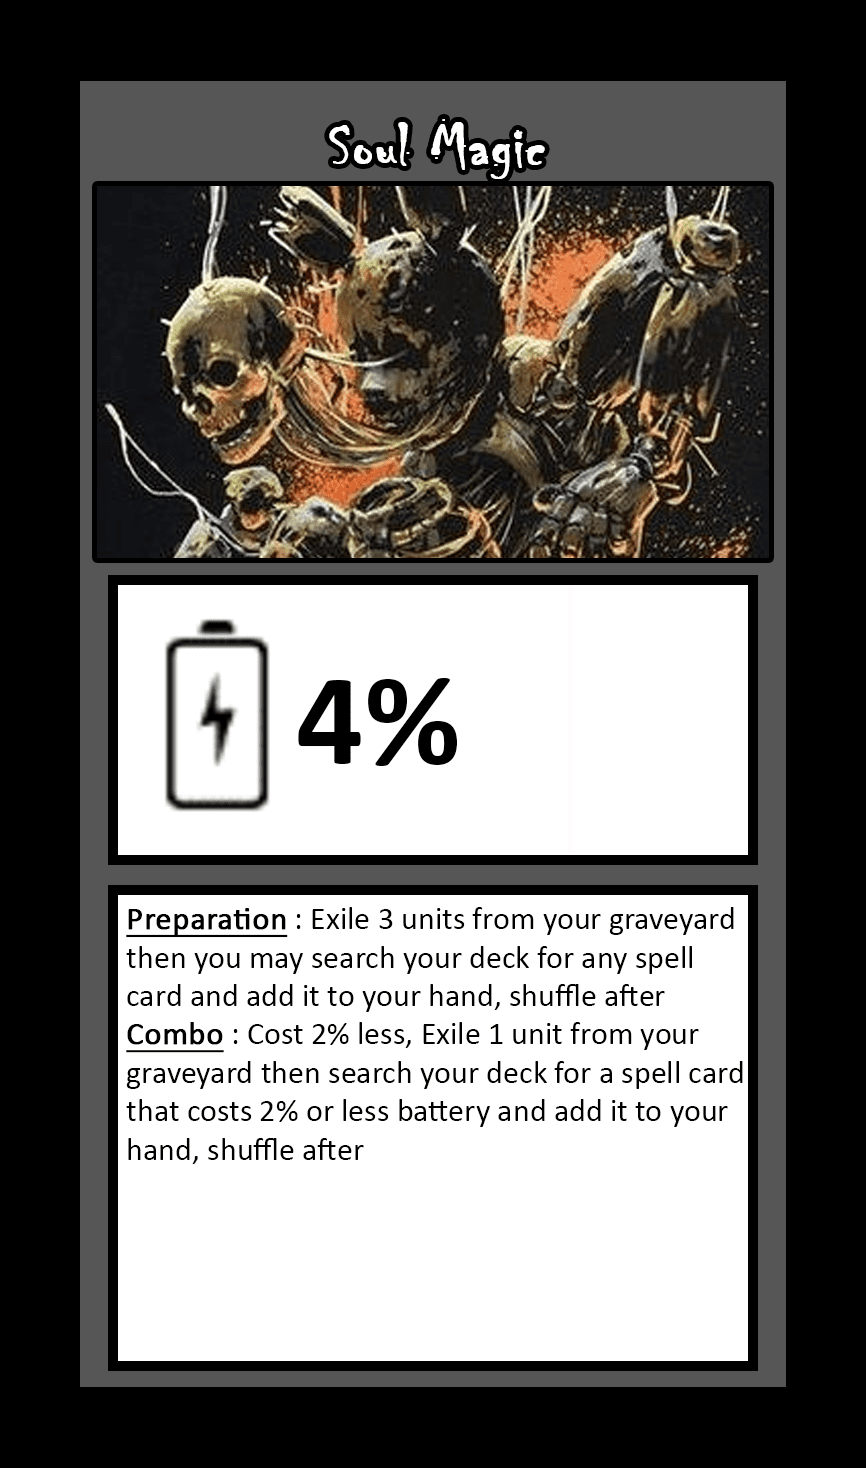 Soul Magic
4%
Preparation : Exile 3 units from your graveyard
then you may search your deck for any spell
card and add it to your hand, shuffle after
Combo : Cost 2% less, Exile 1 unit from your
graveyard then search your deck for a spell card
that costs 2% or less battery and add it to your
hand, shuffle after